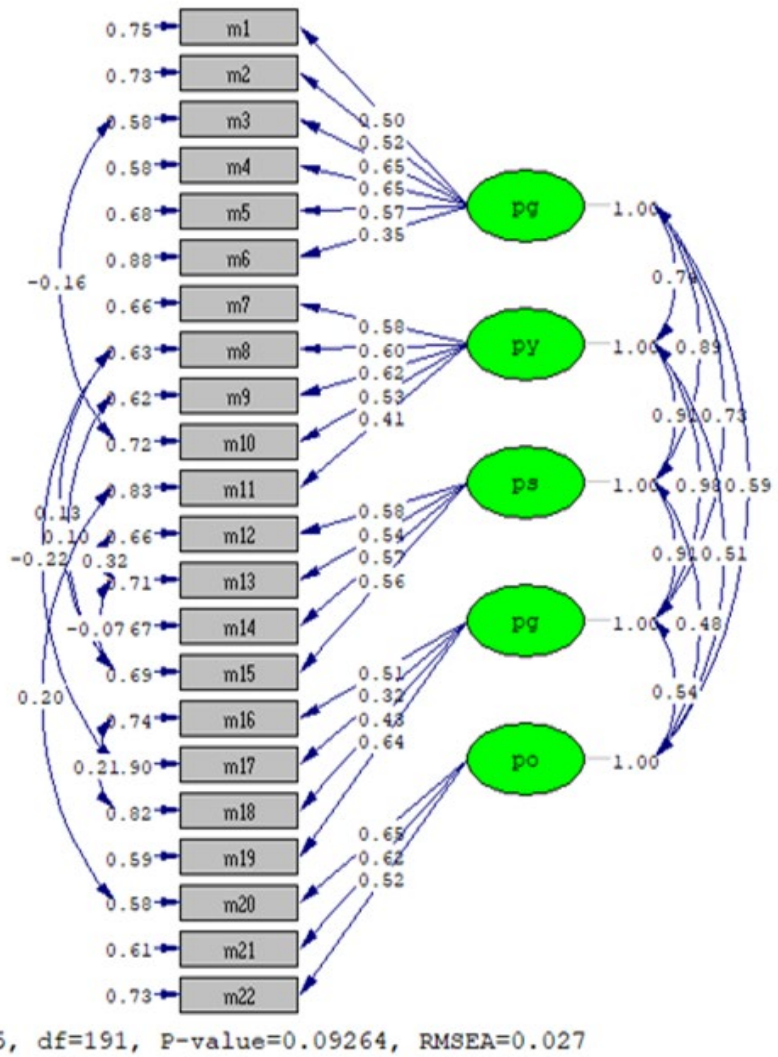 0.75 m1
0.73 m2
0.50
0.58 m3
0.52
0.58 m4
0.65
0.65
0.68 m5
0.57
pg 1.00
0.35
0.88 m6
-0.16
0.74
0.66 m7
0.58
0.63 m8
0.60
py 1.00 0.89
0.62
0.62 m9
0.53
0.41
0.91 0.73
0.72 m10
0.83 m11
ps 1.00 0.98 0.59
0.13
0.58
0.10 0.66 m12
0.54
-0.22 0.32
0.57
0.91 0.51
0.71 m13
0.56
-0.07 67 m14
pg 1.00 0.48
0.69 m15
0.51
0.20
0.32
0.54
0.74 m16
0.48
0.64
0.21 .90 m17
po 1.00
0.82 m18
0.65
0.59 m19
0.62
0.52
0.58 m20
0.61 m21
0.73 m22
, df=191, P-value=0.09264, RMSEA=0.027